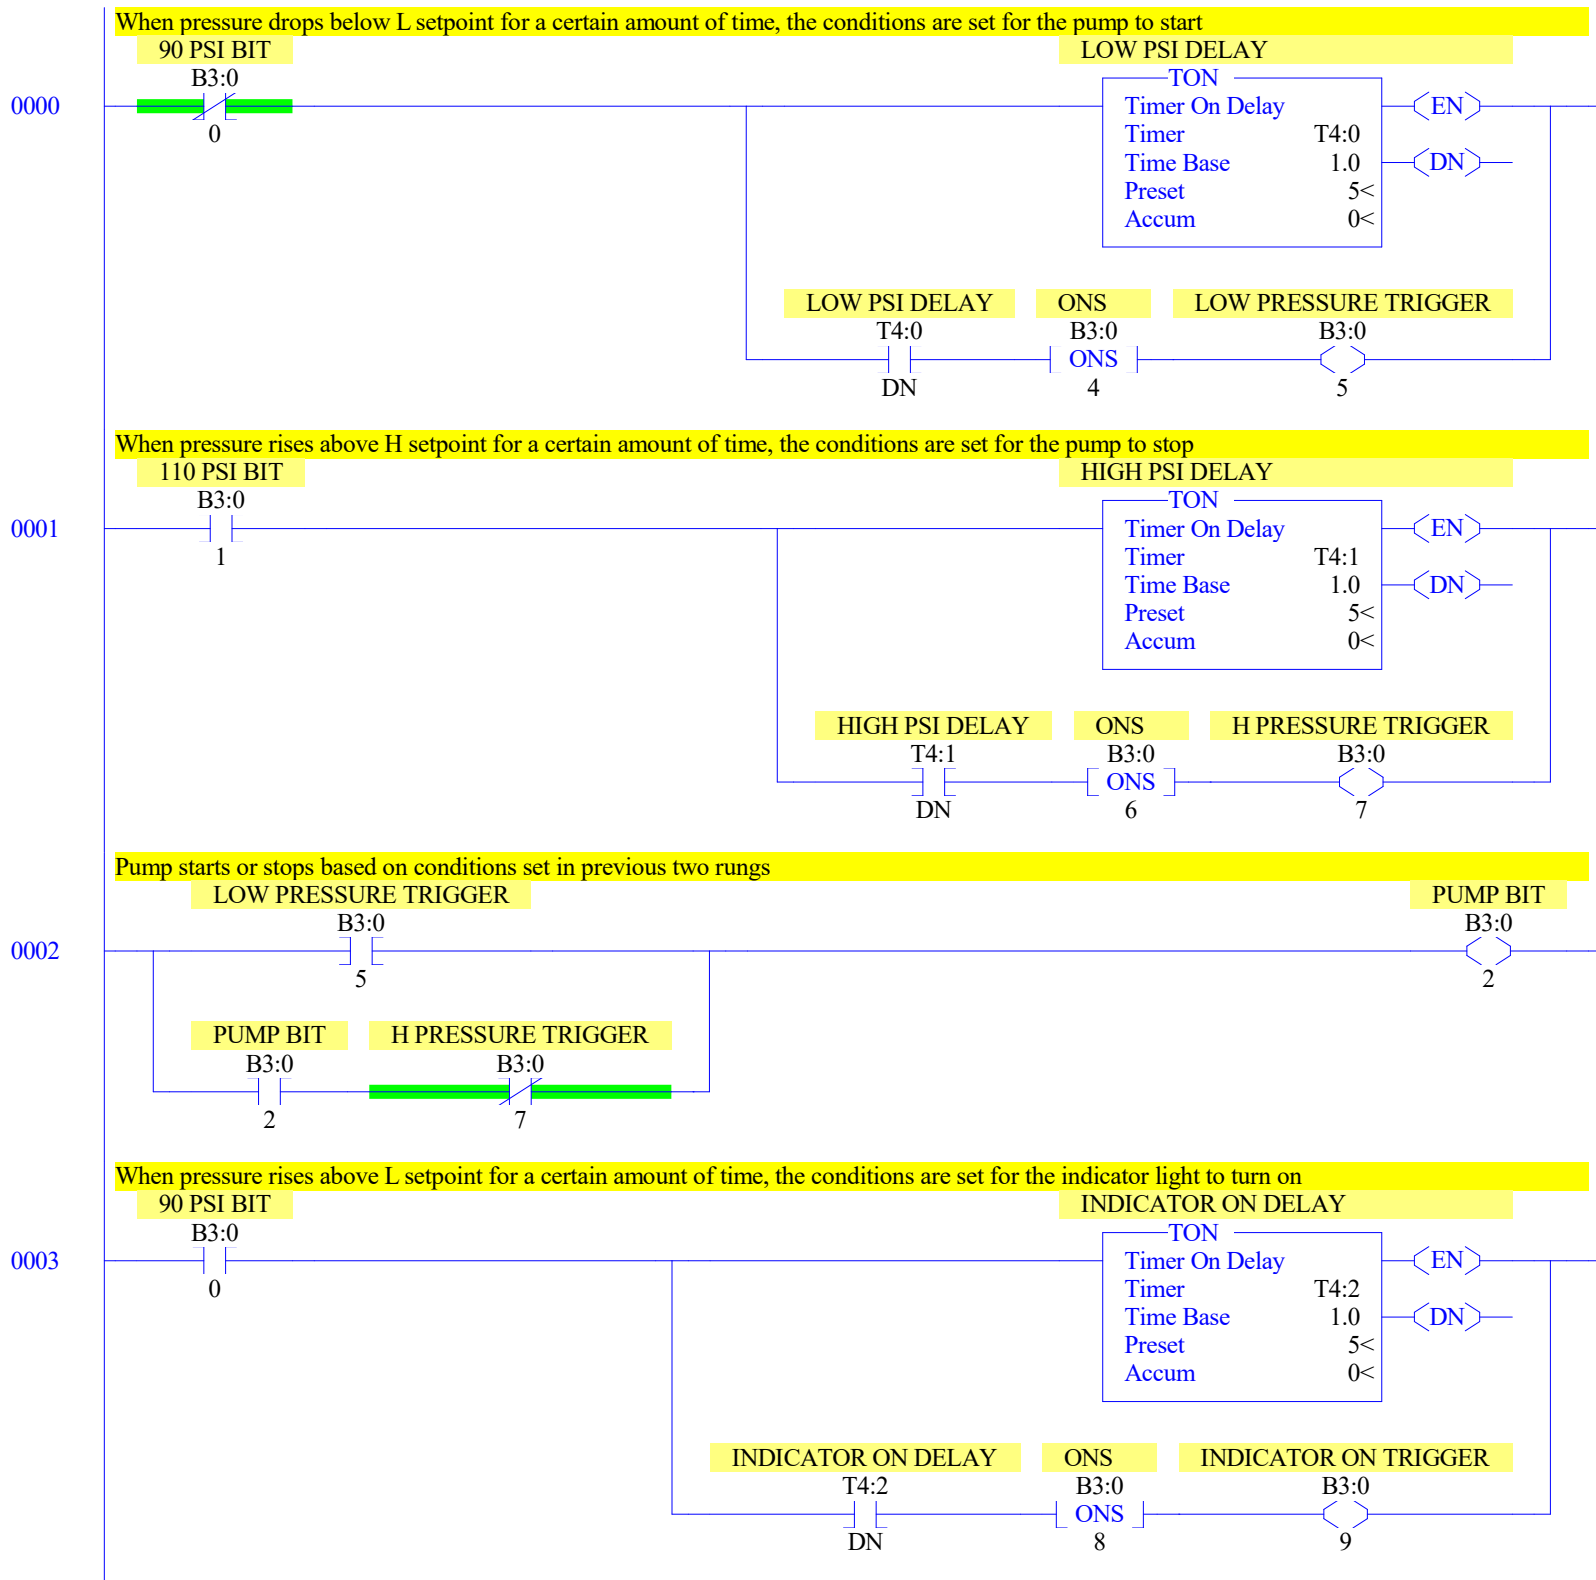 When pressure drops below L setpoint for a certain amount of time, the conditions are set for the pump to start
90 PSI BIT LOW PSI DELAY
B3:0 TON
0000 Timer On Delay EN
0 Timer T4:0
Time Base 1.0 DN
Preset 5<
Accum 0<
LOW PSI DELAY ONS LOW PRESSURE TRIGGER
T4:0 B3:0 B3:0
ONS
DN 4 5
When pressure rises above H setpoint for a certain amount of time, the conditions are set for the pump to stop
110 PSI BIT HIGH PSI DELAY
B3:0 TON
0001 Timer On Delay EN
1 Timer T4:1
Time Base 1.0 DN
Preset 5<
Accum 0<
HIGH PSI DELAY ONS H PRESSURE TRIGGER
T4:1 B3:0 B3:0
ONS
DN 6 7
Pump starts or stops based on conditions set in previous two rungs
LOW PRESSURE TRIGGER PUMP BIT
B3:0 B3:0
0002
5 2
PUMP BIT H PRESSURE TRIGGER
B3:0 B3:0
2 7
When pressure rises above L setpoint for a certain amount of time, the conditions are set for the indicator light to turn on
90 PSI BIT INDICATOR ON DELAY
B3:0 TON
0003 Timer On Delay EN
0 Timer T4:2
Time Base 1.0 DN
Preset 5<
Accum 0<
INDICATOR ON DELAY ONS INDICATOR ON TRIGGER
T4:2 B3:0 B3:0
ONS
DN 8 9